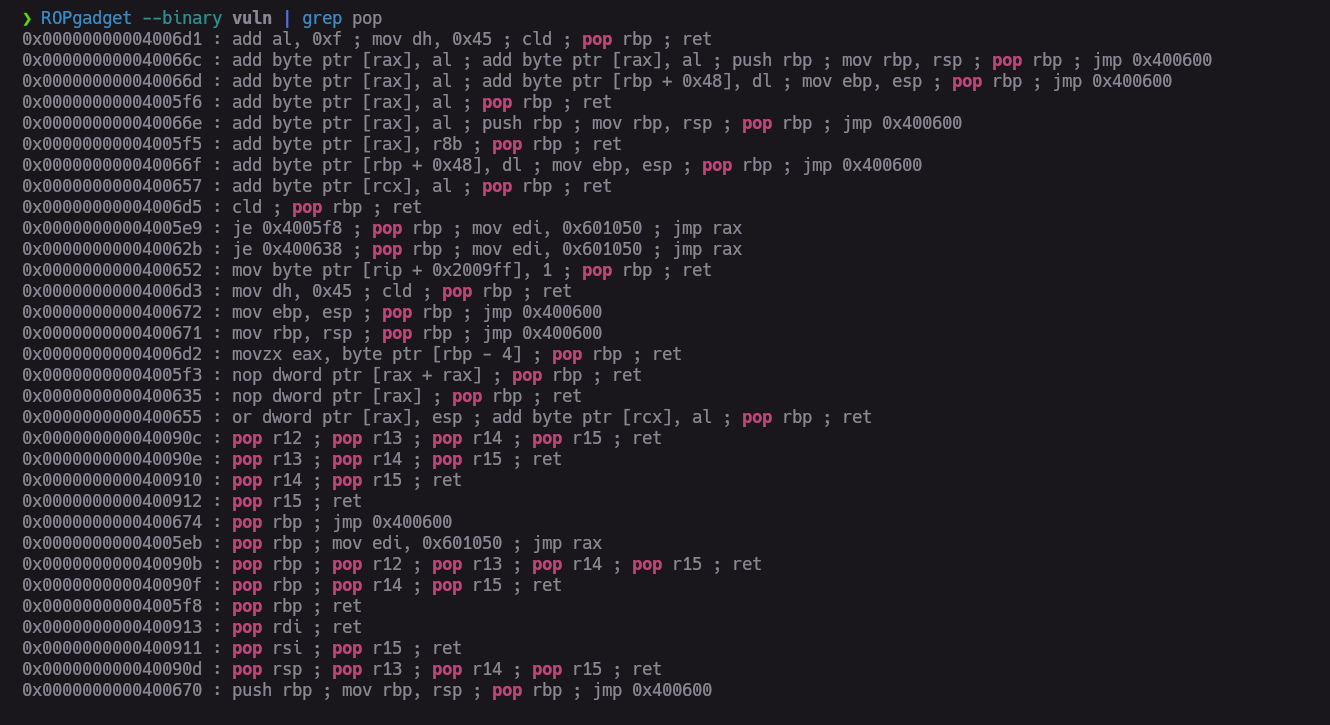 ❯ ROPgadget --binary vuln | grep pop
0x00000000004006d1 : add al, 0xf ; mov dh, 0x45 ; cld ; pop rbp ; ret
0x000000000040066c : add byte ptr [rax], al ; add byte ptr [rax], al ; push rbp ; mov rbp, rsp ; pop rbp ; jmp 0x400600
0x000000000040066d : add byte ptr [rax], al ; add byte ptr [rbp + 0x48], dl ; mov ebp, esp ; pop rbp ; jmp 0x400600
0x00000000004005f6 : add byte ptr [rax], al ; pop rbp ; ret
0x000000000040066e : add byte ptr [rax], al ; push rbp ; mov rbp, rsp ; pop rbp ; jmp 0x400600
0x00000000004005f5 : add byte ptr [rax], r8b ; pop rbp ; ret
0x000000000040066f : add byte ptr [rbp + 0x48], dl ; mov ebp, esp ; pop rbp ; jmp 0x400600
0x0000000000400657 : add byte ptr [rcx], al ; pop rbp ; ret
0x00000000004006d5 : cld ; pop rbp ; ret
0x00000000004005e9 : je 0x4005f8 ; pop rbp ; mov edi, 0x601050 ; jmp rax
0x000000000040062b : je 0x400638 ; pop rbp ; mov edi, 0x601050 ; jmp rax
0x0000000000400652 : mov byte ptr [rip + 0x2009ff], 1 ; pop rbp ; ret
0x00000000004006d3 : mov dh, 0x45 ; cld ; pop rbp ; ret
0x0000000000400672 : mov ebp, esp ; pop rbp ; jmp 0x400600
0x0000000000400671 : mov rbp, rsp ; pop rbp ; jmp 0x400600
0x00000000004006d2 : movzx eax, byte ptr [rbp - 4] ; pop rbp ; ret
0x00000000004005f3 : nop dword ptr [rax + rax] ; pop rbp ; ret
0x0000000000400635 : nop dword ptr [rax] ; pop rbp ; ret
0x0000000000400655 : or dword ptr [rax], esp ; add byte ptr [rcx], al ; pop rbp ; ret
0x000000000040090c : pop r12 ; pop r13 ; pop r14 ; pop r15 ; ret
0x000000000040090e : pop r13 ; pop r14 ; pop r15 ; ret
0x0000000000400910 : pop r14 ; pop r15 ; ret
0x0000000000400912 : pop r15 ; ret
0x0000000000400674 : pop rbp ; jmp 0x400600
0x00000000004005eb : pop rbp ; mov edi, 0x601050 ; jmp rax
0x000000000040090b : pop rbp ; pop r12 ; pop r13 ; pop r14 ; pop r15 ; ret
0x000000000040090f : pop rbp ; pop r14 ; pop r15 ; ret
0x00000000004005f8 : pop rbp ; ret
0x0000000000400913 : pop rdi ; ret
0x0000000000400911 : pop rsi ; pop r15 ; ret
0x000000000040090d : pop rsp ; pop r13 ; pop r14 ; pop r15 ; ret
0x0000000000400670 : push rbp ; mov rbp, rsp ; pop rbp ; jmp 0x400600